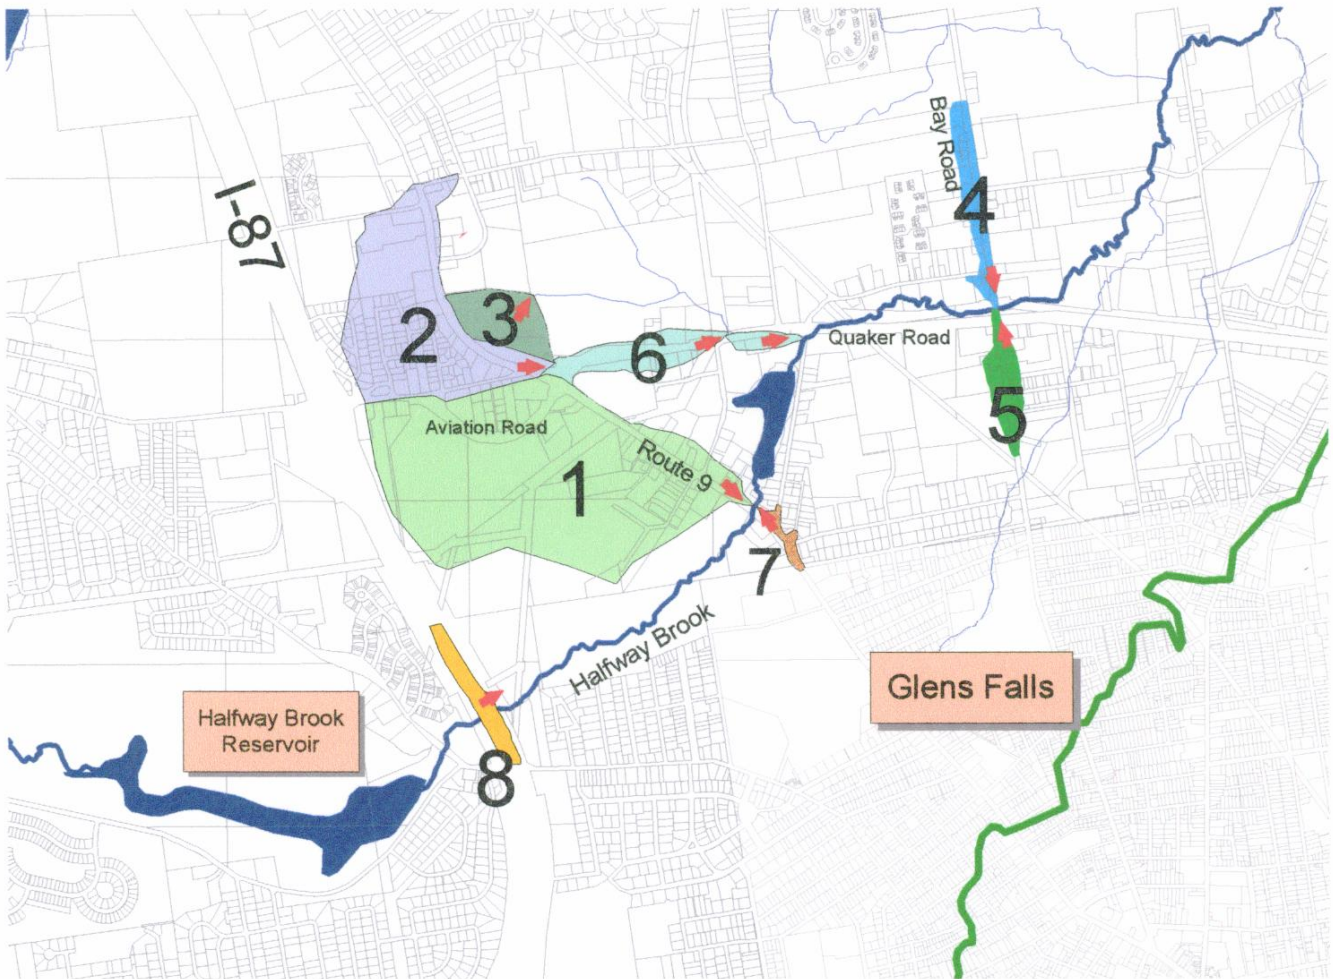 Bay Road
4
I-87
3
2
6
Quaker Road
5
Aviation Road
Route 9
1
7
Halfway Brook
Glens Falls
Halfway Brook
Reservoir
8